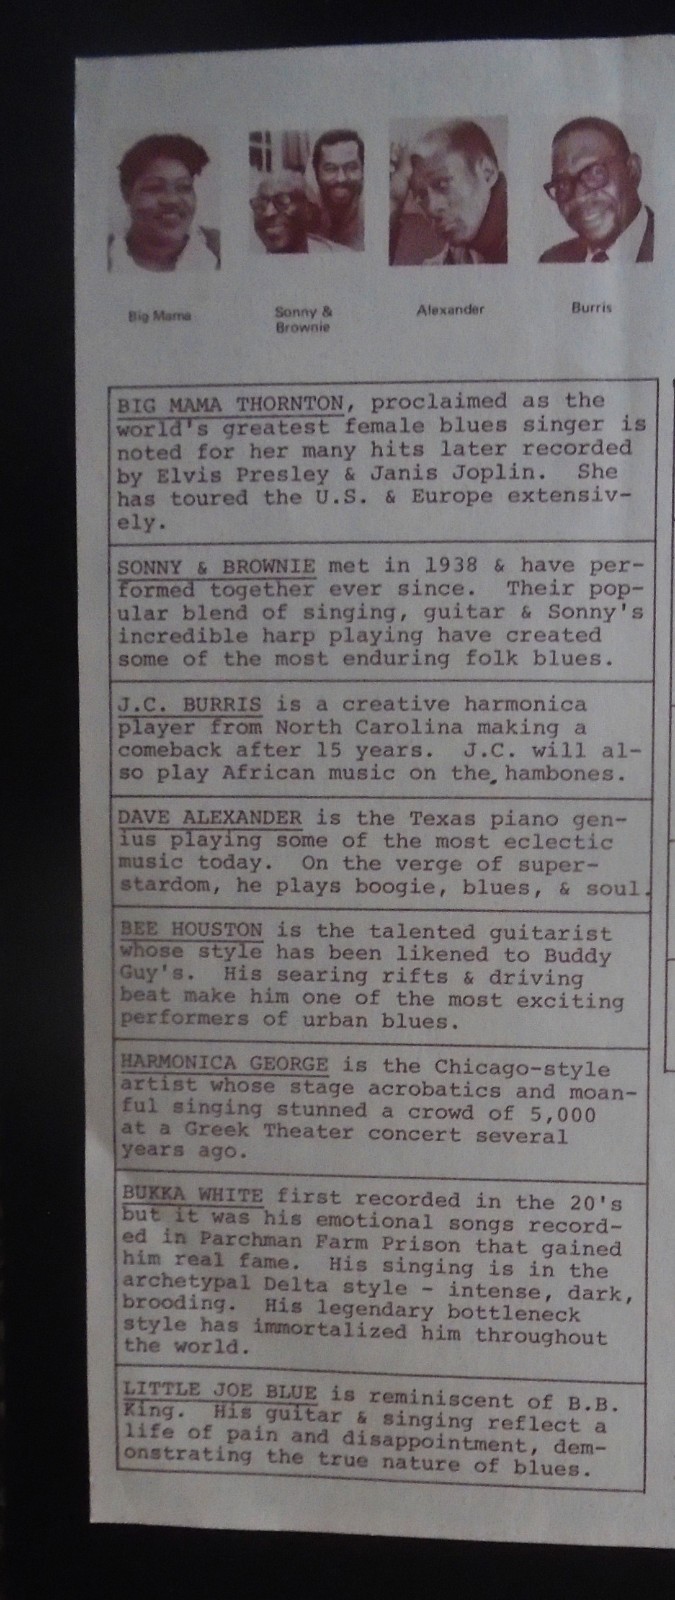 Big Mama
Sonny &
Brownie
Alexander
Burris
BIG MAMA THORNTON, proclaimed as the
world's greatest female blues singer is
noted for her many hits later recorded
by Elvis Presley & Janis Joplin. She
has toured the U.S. & Europe extensiv-
ely.
SONNY & BROWNIE met in 1938 & have per-
formed together ever since. Their pop-
ular blend of singing, guitar & Sonny's
incredible harp playing have created
some of the most enduring folk blues.
J.C. BURRIS is a creative harmonica
player from North Carolina making a
comeback after 15 years. J.C. will al-
so play African music on the hambones.
DAVE ALEXANDER is the Texas piano gen-
ius playing some of the most eclectic
music today. On the verge of super-
stardom, he plays boogie, blues, & soul.
BEE HOUSTON is the talented guitarist
whose style has been likened to Buddy
Guy's. His searing rifts & driving
beat make him one of the most exciting
performers of urban blues.
HARMONICA GEORGE is the Chicago-style
artist whose stage acrobatics and moan-
ful singing stunned a crowd of 5,000
at a Greek Theater concert several
years ago.
BUKKA WHITE first recorded in the 20's
but it was his emotional songs record-
ed in Parchman Farm Prison that gained
him real fame. His singing is in the
archetypal Delta style - intense, dark,
brooding. His legendary bottleneck
style has immortalized him throughout
the world.
LITTLE JOE BLUE is reminiscent of B.B.
King. His guitar & singing reflect a
life of pain and disappointment, dem-
onstrating the true nature of blues.